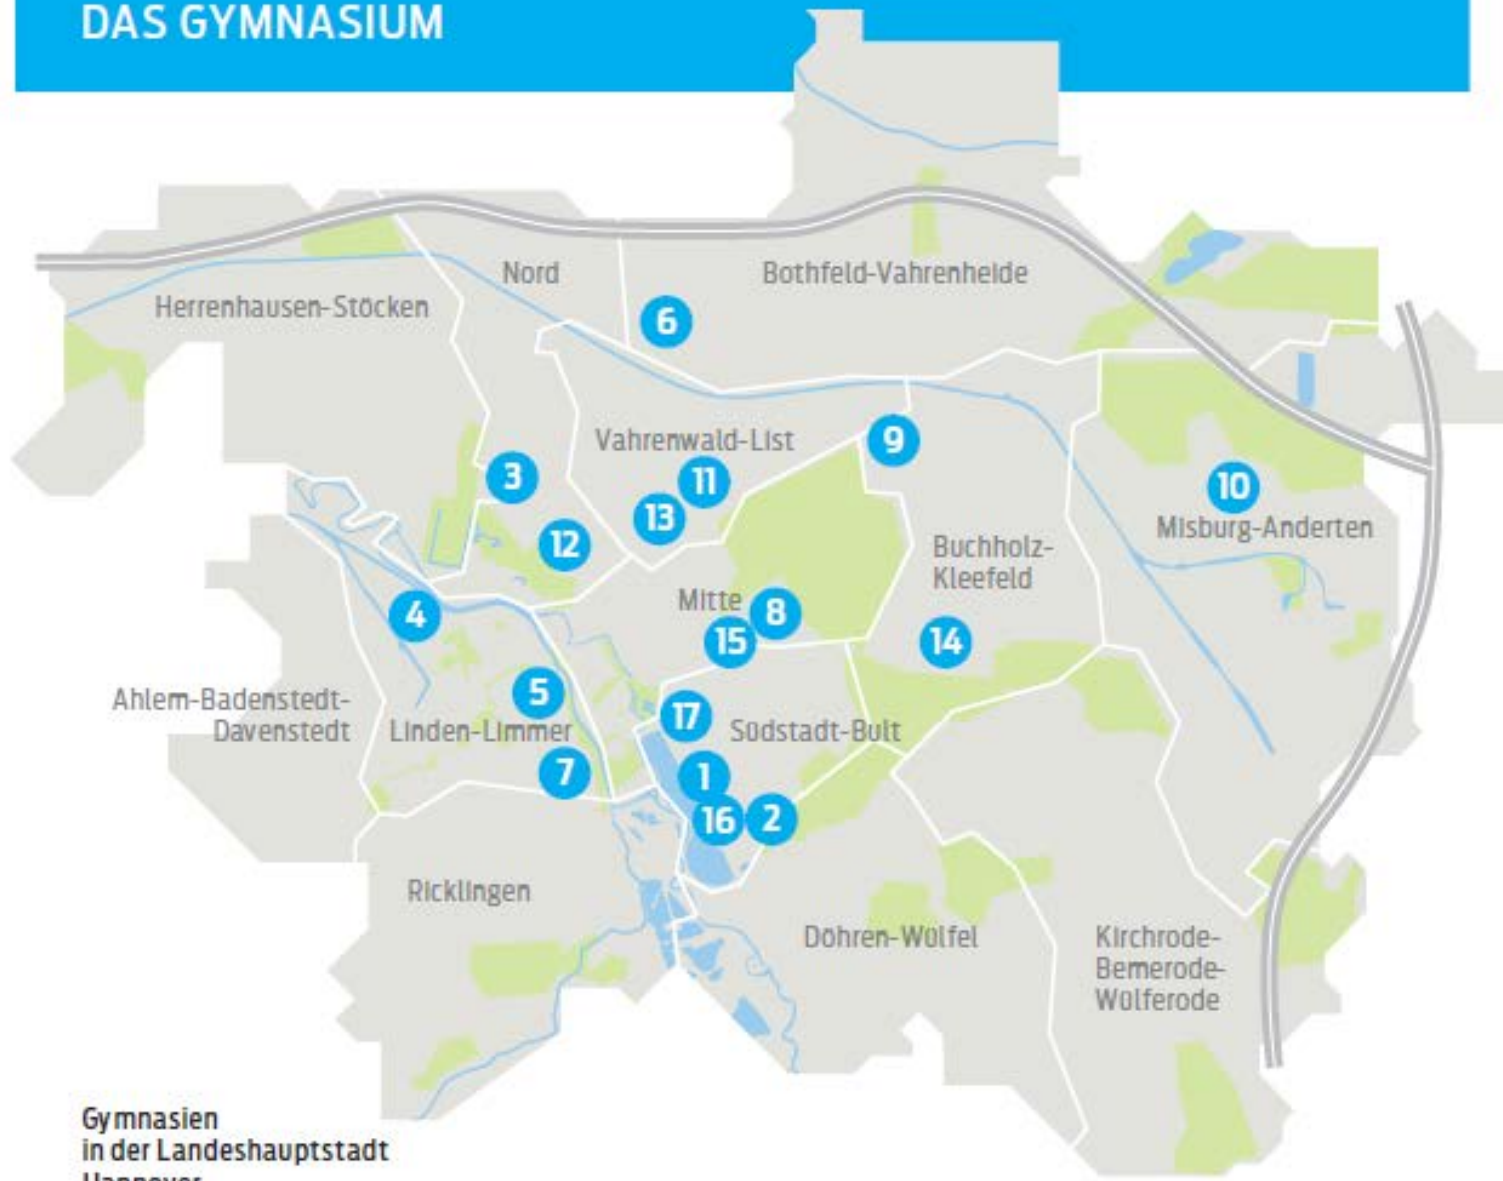 DAS GYMNASIUM
Nord
Bothfeld-Vahrenheide
Herrenhausen-Stöcken
6
Vahrenwald-List
9
3
11
10
13
Misburg-Anderten
12
Buchholz-
Kleefeld
Mitte
8
4
15
14
5
Ahlem-Badenstedt-
Davenstedt
Linden-Limmer
17
Südstadt-Bult
7
1
16
2
Ricklingen
Döhren-Wülfel
Kirchrode-
Bemerode-
Wülferode
Gymnasien
in der Landeshauptstadt
Hannover